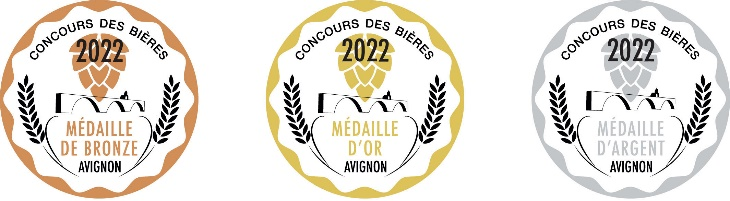 CONCOURS DES BIÈRES
2022
MÉDAILLE
DE BRONZE
AVIGNON
CONCOURS DES BIÈRES
2022
MÉDAILLE
D'OR
AVIGNON
CONCOURS DES BIÈRES
2022
MÉDAILLE
D'ARGENT
AVIGNON